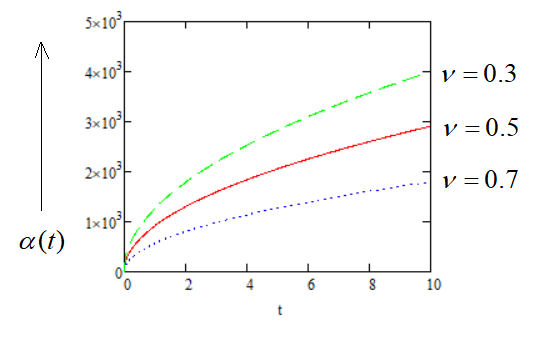 5×10³
4×10³
ν = 0.3
3×10³
ν = 0.5
2×10³
ν = 0.7
1×10³
α(t)
0
0 2 4 6 8 10
t